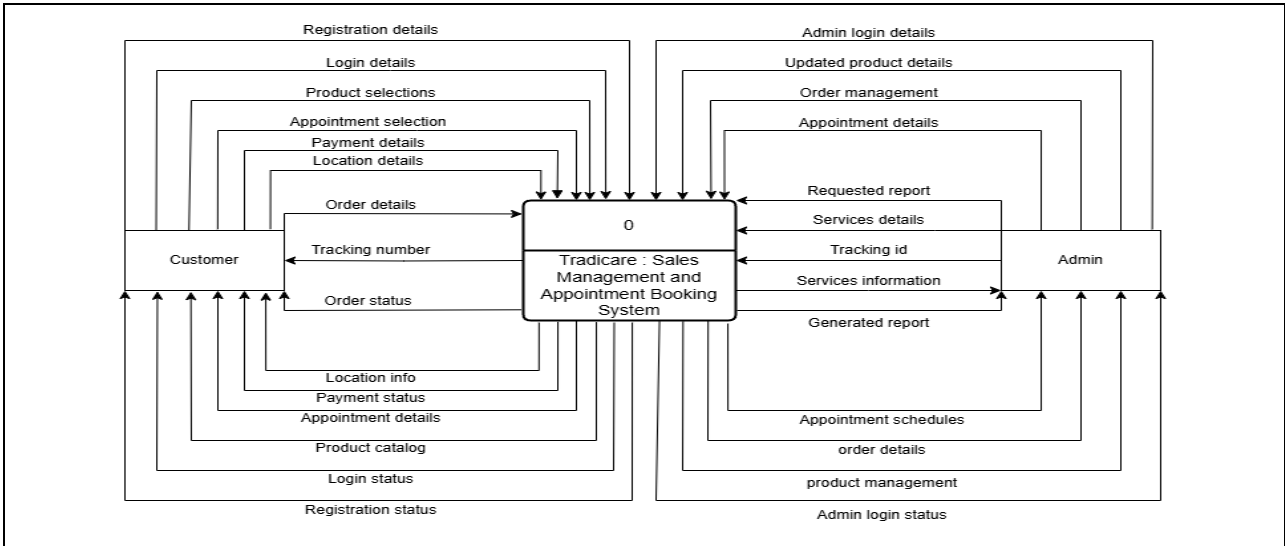 Registration details
Admin login details
Login details
Updated product details
Product selections
Order management
Appointment selection
Appointment details
Payment details
Location details
Requested report
Order details
Services details
0
Tracking number
Tracking id
Customer
Tradicare : Sales
Management and
Appointment Booking
System
Admin
Services information
Order status
Generated report
Location info
Payment status
Appointment details
Appointment schedules
Product catalog
order details
Login status
product management
Registration status
Admin login status